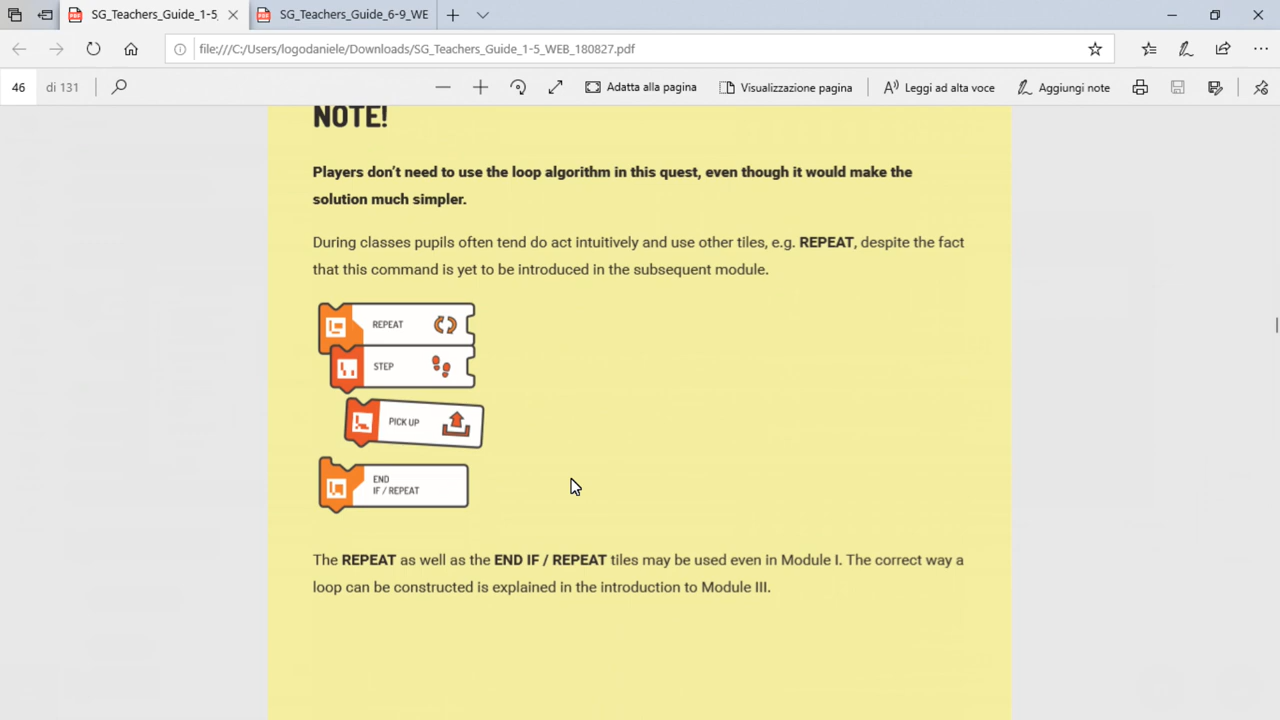 SG_Teachers_Guide_1-5_
SG_Teachers_Guide_6-9_WE
file:///C:/Users/logodaniele/Downloads/SG_Teachers_Guide_1-5_WEB_180827.pdf
46 di 131 Adatta alla pagina Visualizzazione pagina Leggi ad alta voce Aggiungi note
NOTE!
Players don't need to use the loop algorithm in this quest, even though it would make the
solution much simpler.
During classes pupils often tend do act intuitively and use other tiles, e.g. REPEAT, despite the fact
that this command is yet to be introduced in the subsequent module.
REPEAT
STEP
PICK UP
END
IF / REPEAT
The REPEAT as well as the END IF / REPEAT tiles may be used even in Module I. The correct way a
loop can be constructed is explained in the introduction to Module III.